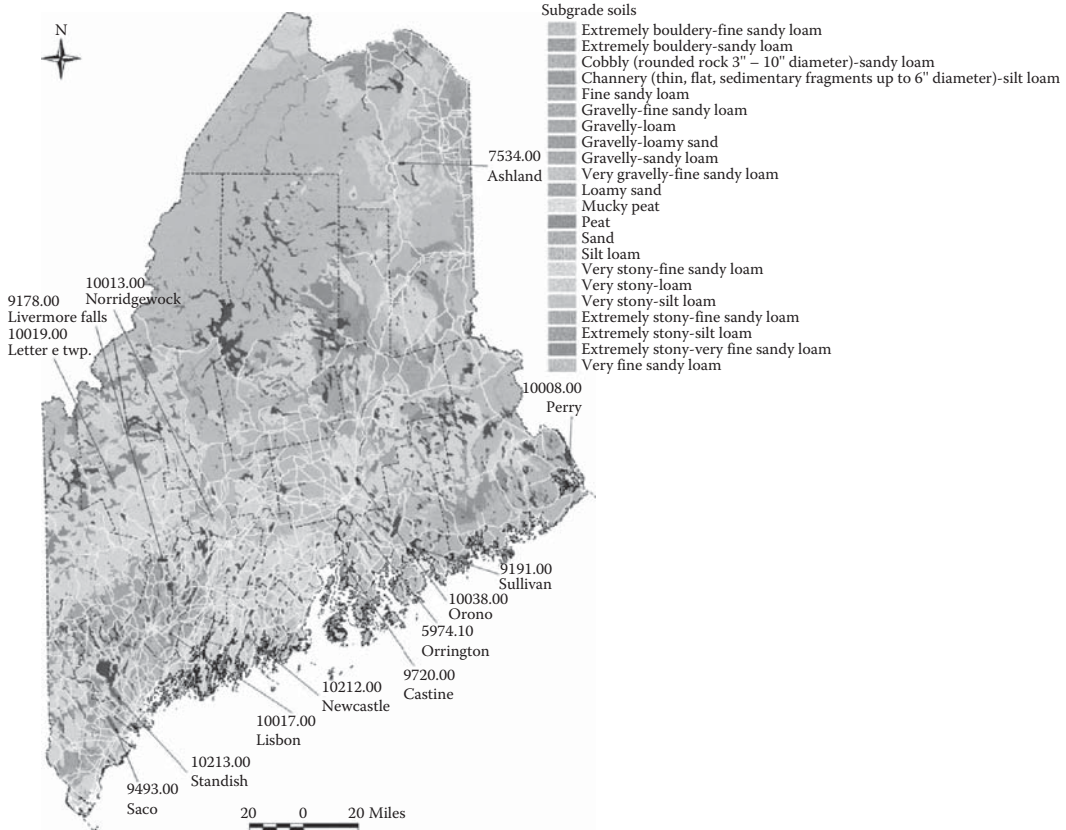 Subgrade soils
Extremely bouldery-fine sandy loam
Extremely bouldery-sandy loam
Cobbly (rounded rock 3" – 10" diameter)-sandy loam
Channery (thin, flat, sedimentary fragments up to 6" diameter)-silt loam
Fine sandy loam
Gravelly-fine sandy loam
Gravelly-loam
Gravelly-loamy sand
Gravelly-sandy loam
Very gravelly-fine sandy loam
Loamy sand
Mucky peat
Peat
Sand
Silt loam
Very stony-fine sandy loam
Very stony-loam
Very stony-silt loam
Extremely stony-fine sandy loam
Extremely stony-silt loam
Extremely stony-very fine sandy loam
Very fine sandy loam
N
7534.00
Ashland
10013.00
Norridgewock
9178.00
Livermore falls
10019.00
Letter e twp.
10008.00
Perry
9191.00
Sullivan
10038.00
Orono
5974.10
Orrington
9720.00
Castine
10212.00
Newcastle
10017.00
Lisbon
10213.00
Standish
9493.00
Saco
20 0 20 Miles